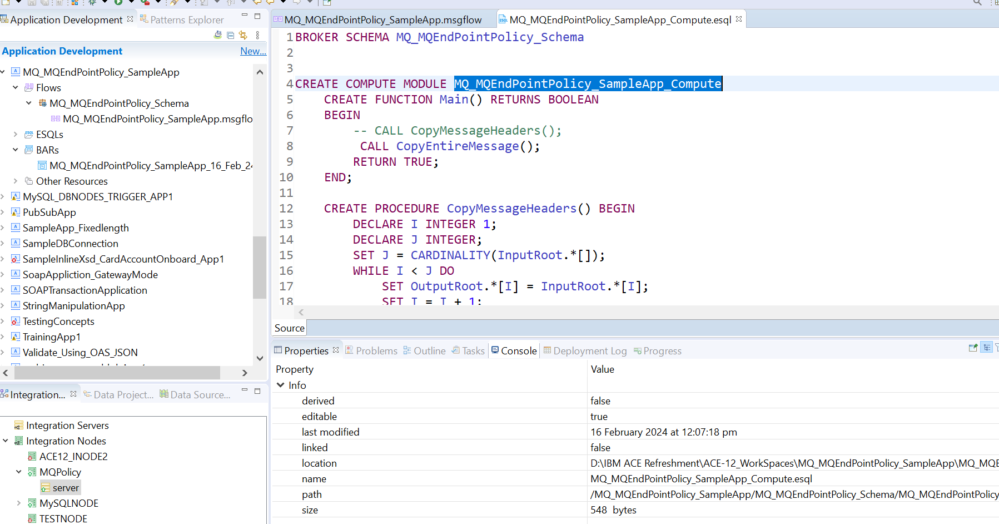 Application Development
Patterns Explorer
Application Development
New...
MQ_MQEndPointPolicy_SampleApp
Flows
MQ_MQEndPointPolicy_Schema
MQ_MQEndPointPolicy_SampleApp.msgflo
ESQLs
BARs
MQ_MQEndPointPolicy_SampleApp_16_Feb_24
Other Resources
MySQL_DBNODES_TRIGGER_APP1
PubSubApp
SampleApp_Fixedlength
SampleDBConnection
SampleInlineXsd_CardAccountOnboard_App1
SoapAppliction_GatewayMode
SOAPTransactionApplication
StringManipulationApp
TestingConcepts
TrainingApp1
Validate_Using_OAS_JSON
Integration...
Data Project...
Data Source...
Integration Servers
Integration Nodes
ACE12_INODE2
MQPolicy
server
MySQLNODE
TESTNODE
MQ_MQEndPointPolicy_SampleApp.msgflow
MQ_MQEndPointPolicy_SampleApp_Compute.esql
1 BROKER SCHEMA MQ_MQEndPointPolicy_Schema
2
3
4 CREATE COMPUTE MODULE MQ_MQEndPointPolicy_SampleApp_Compute
5 CREATE FUNCTION Main() RETURNS BOOLEAN
6 BEGIN
7 -- CALL CopyMessageHeaders();
8 CALL CopyEntireMessage();
9 RETURN TRUE;
10 END;
11
12 CREATE PROCEDURE CopyMessageHeaders() BEGIN
13 DECLARE I INTEGER 1;
14 DECLARE J INTEGER;
15 SET J = CARDINALITY(InputRoot.*[]);
16 WHILE I < J DO
17 SET OutputRoot.*[I] = InputRoot.*[I];
18 SET I = I + 1;
Source
Properties
Problems
Outline
Tasks
Console
Deployment Log
Progress
Property Value
Info
derived false
editable true
last modified 16 February 2024 at 12:07:18 pm
linked false
location D:\IBM ACE Refreshment\ACE-12_WorkSpaces\MQ_MQEndPointPolicy_SampleApp\MQ_MQE
name MQ_MQEndPointPolicy_SampleApp_Compute.esql
path /MQ_MQEndPointPolicy_SampleApp/MQ_MQEndPointPolicy_Schema/MQ_MQEndPointPolicy
size 548 bytes